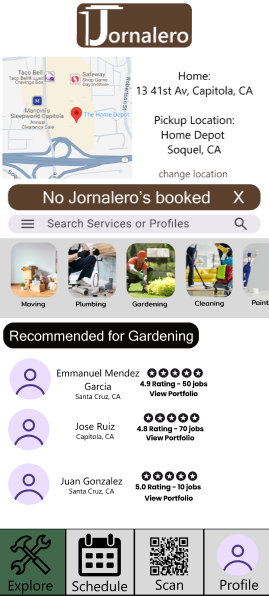 Jornalero
Taco Bell
Safeway
Mancini's
Sleepworld Capitola
The Home Depot
Home:
13 41st Av, Capitola, CA
Pickup Location:
Home Depot
Soquel, CA
change location
No Jornalero's booked X
Search Services or Profiles
Moving
Plumbing
Gardening
Cleaning
Paint
Recommended for Gardening
Emmanuel Mendez
Garcia
Santa Cruz, CA
4.9 Rating - 50 jobs
View Portfolio
Jose Ruiz
Capitola, CA
4.8 Rating - 70 jobs
View Portfolio
Juan Gonzalez
Santa Cruz, CA
5.0 Rating - 10 jobs
View Portfolio
Explore
Schedule
Scan
Profile